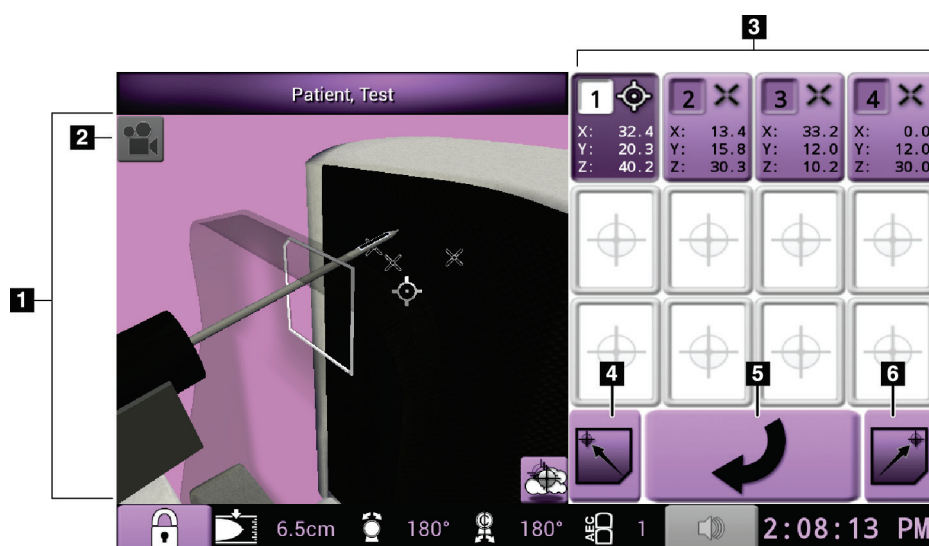 3
Patient, Test
1
2
1 2 3 4
X: 32.4 X: 13.4 X: 33.2 X: 0.0
Y: 20.3 Y: 15.8 Y: 12.0 Y: 12.0
Z: 40.2 Z: 30.3 Z: 10.2 Z: 30.0
4 5 6
6.5cm 180° C 180° AEC 1 2:08:13 PM